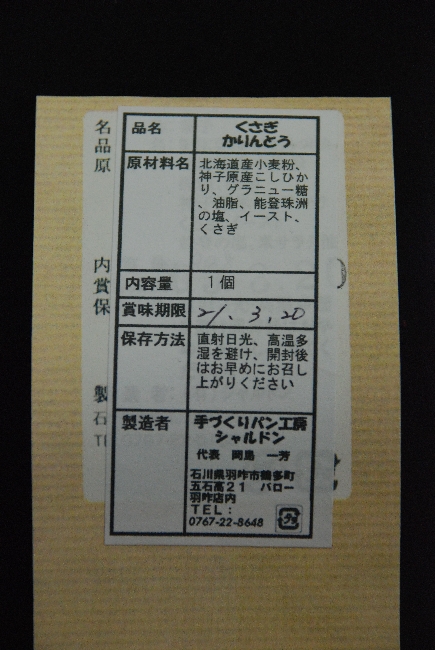 名
品
原
内
賞
保
製
石
TE
品名
くさぎ
かりんとう
原材料名
北海道産小麦粉、
神子原産こしひか
り、グラニュー糖
、油脂、能登珠洲
の塩、イースト、
くさぎ
内容量
1個
賞味期限
21.3.20
保存方法
直射日光、高温多
湿を避け、開封後
はお早めにお召し
上がりください
製造者
手づくりパン工房
シャルドン
代表 岡島 一芳
石川県羽咋市鶴多町
五石高21 バロー
羽咋店内
TEL:
0767-22-8648
プラ